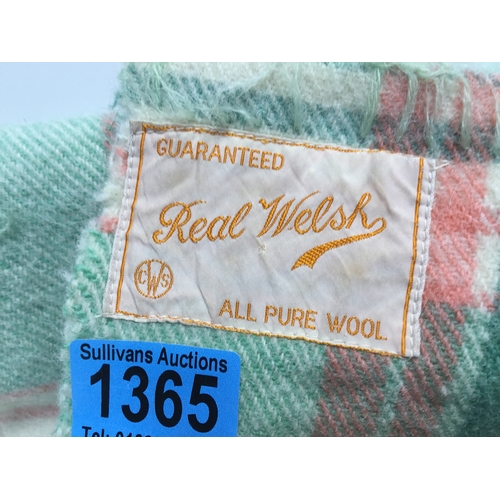 GUARANTEED
Real Welsh
CWS
ALL PURE WOOL
Sullivans Auctions
1365